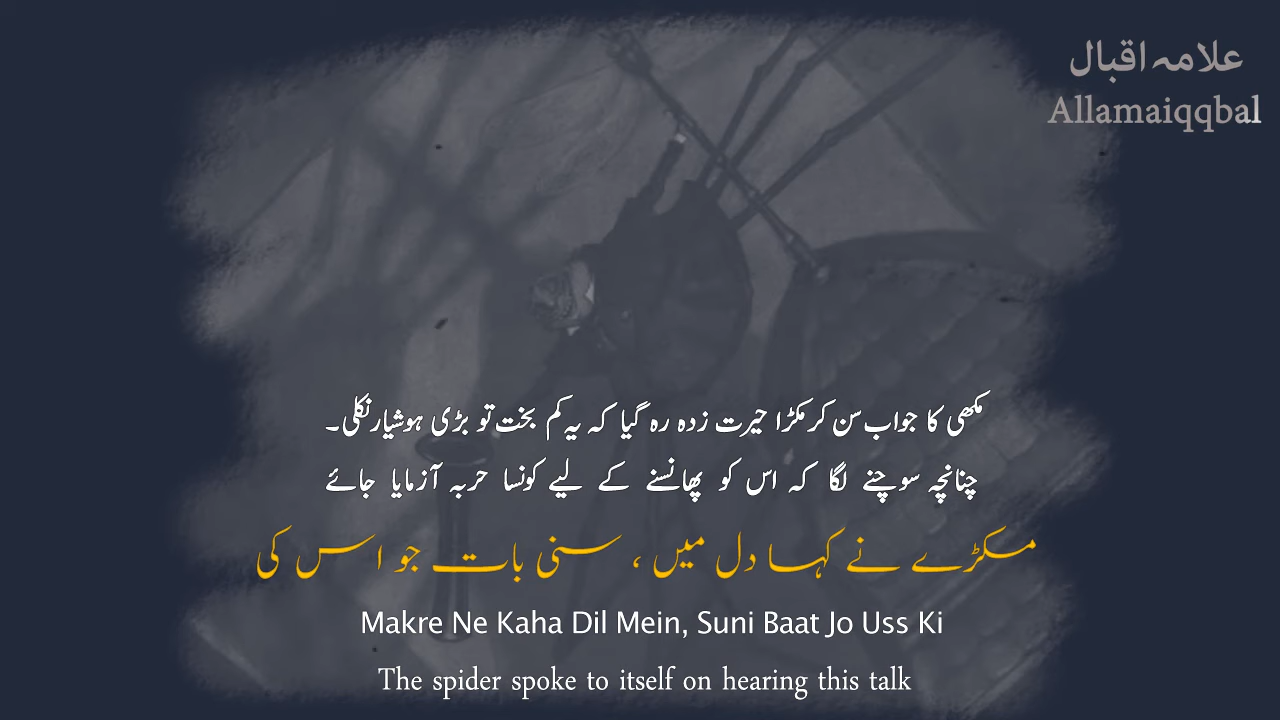 علامہ اقبال
Allamaiqqbal
مکھی کا جواب سن کر مکڑا حیرت زدہ رہ گیا کہ یہ کم بخت تو بڑی ہوشیار نکلی۔
چنانچہ سوچنے لگا کہ اس کو پھانسنے کے لیے کونسا حربہ آزمایا جائے
مکڑے نے کہا دل میں ، سنی بات جو اس کی
Makre Ne Kaha Dil Mein, Suni Baat Jo Uss Ki
The spider spoke to itself on hearing this talk